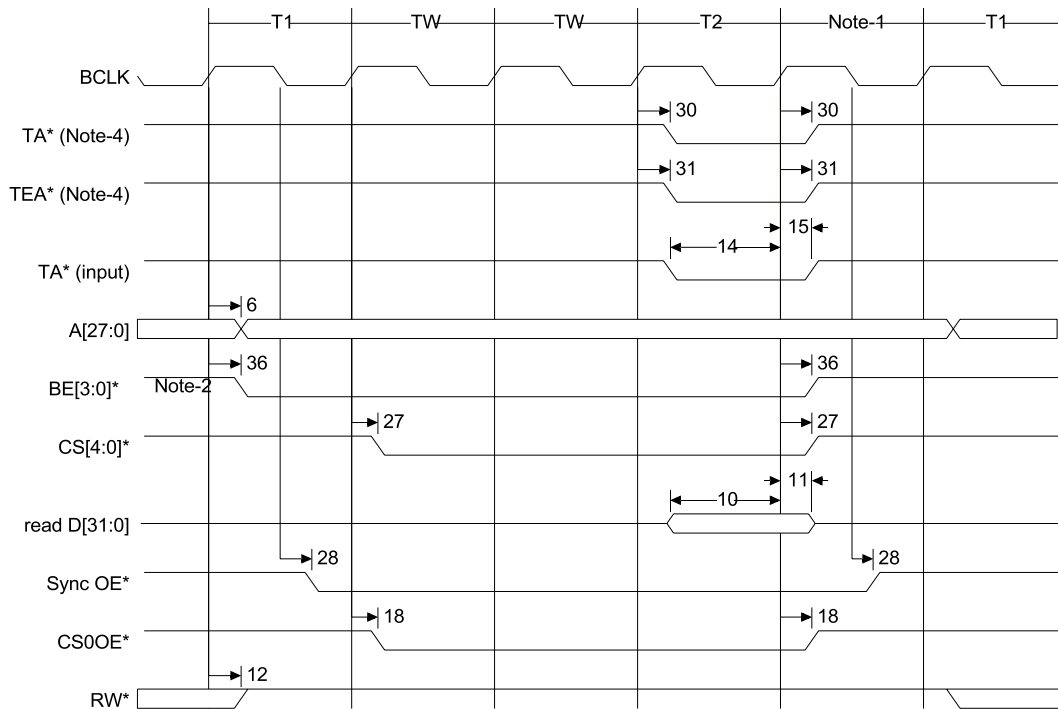 T1 TW TW T2 Note-1 T1
BCLK
30 30
TA* (Note-4)
31 31
TEA* (Note-4)
15
14
TA* (input)
6
A[27:0]
36 36
BE[3:0]* Note-2
27 27
CS[4:0]*
11
10
read D[31:0]
28 28
Sync OE*
18 18
CS0OE*
12
RW*